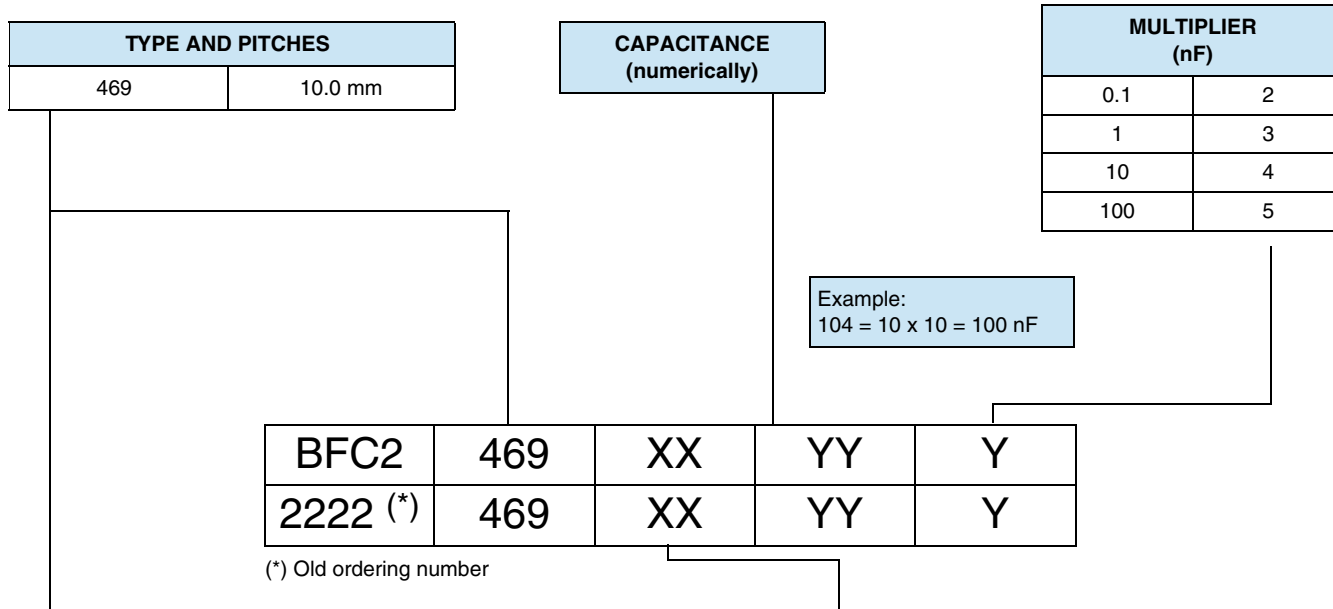 TYPE AND PITCHES
469 10.0 mm
CAPACITANCE
(numerically)
MULTIPLIER
(nF)
0.1 2
1 3
10 4
100 5
Example:
104 = 10 x 10 = 100 nF
BFC2 469 XX YY Y
2222 (*) 469 XX YY Y
(*) Old ordering number